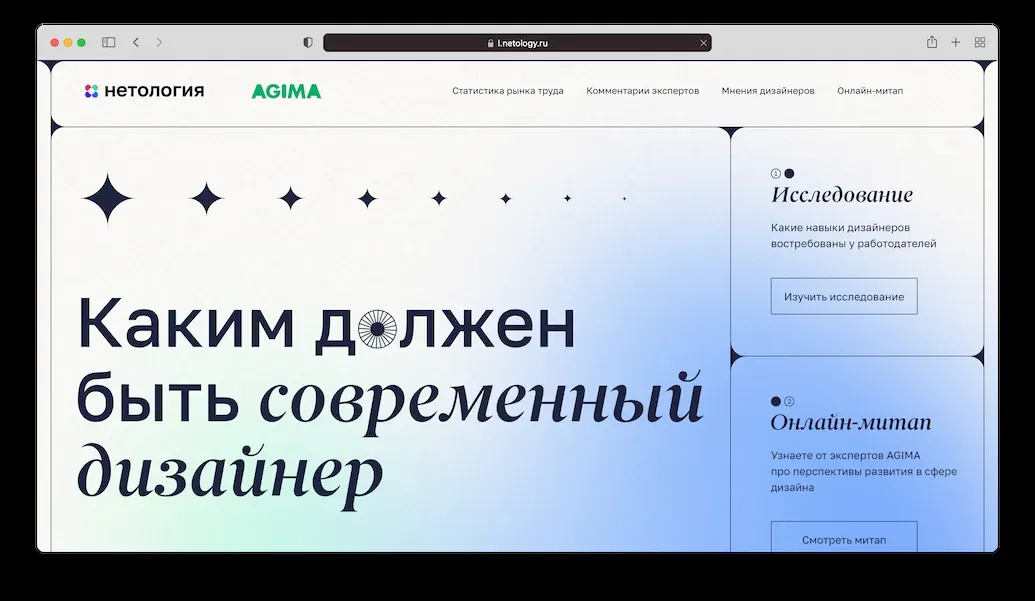 l.netology.ru
нетология
AGIMA
Статистика рынка труда
Комментарии экспертов
Мнения дизайнеров
Онлайн-митап
Каким должен
быть современный
дизайнер
1
Исследование
Какие навыки дизайнеров
востребованы у работодателей
Изучить исследование
2
Онлайн-митап
Узнаете от экспертов AGIMA
про перспективы развития в сфере
дизайна
Смотреть митап